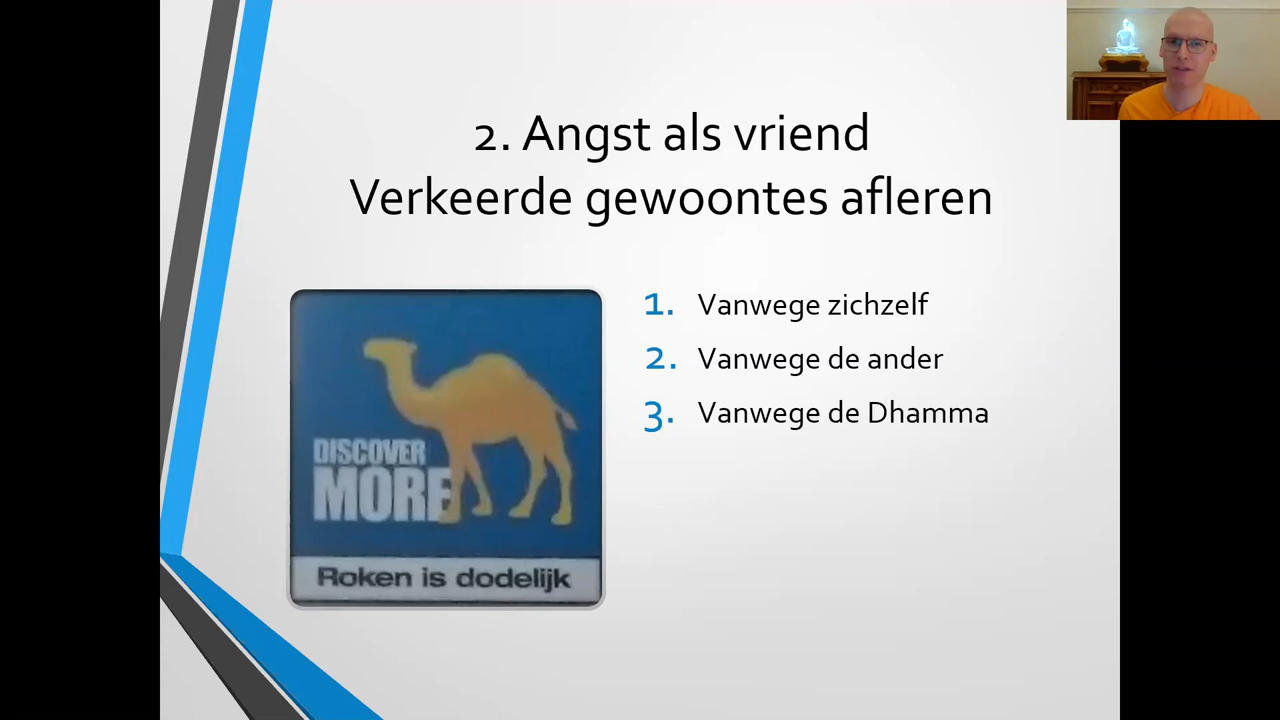 2. Angst als vriend
Verkeerde gewoontes afleren
1. Vanwege zichzelf
2. Vanwege de ander
3. Vanwege de Dhamma
DISCOVER
MORE
Roken is dodelijk